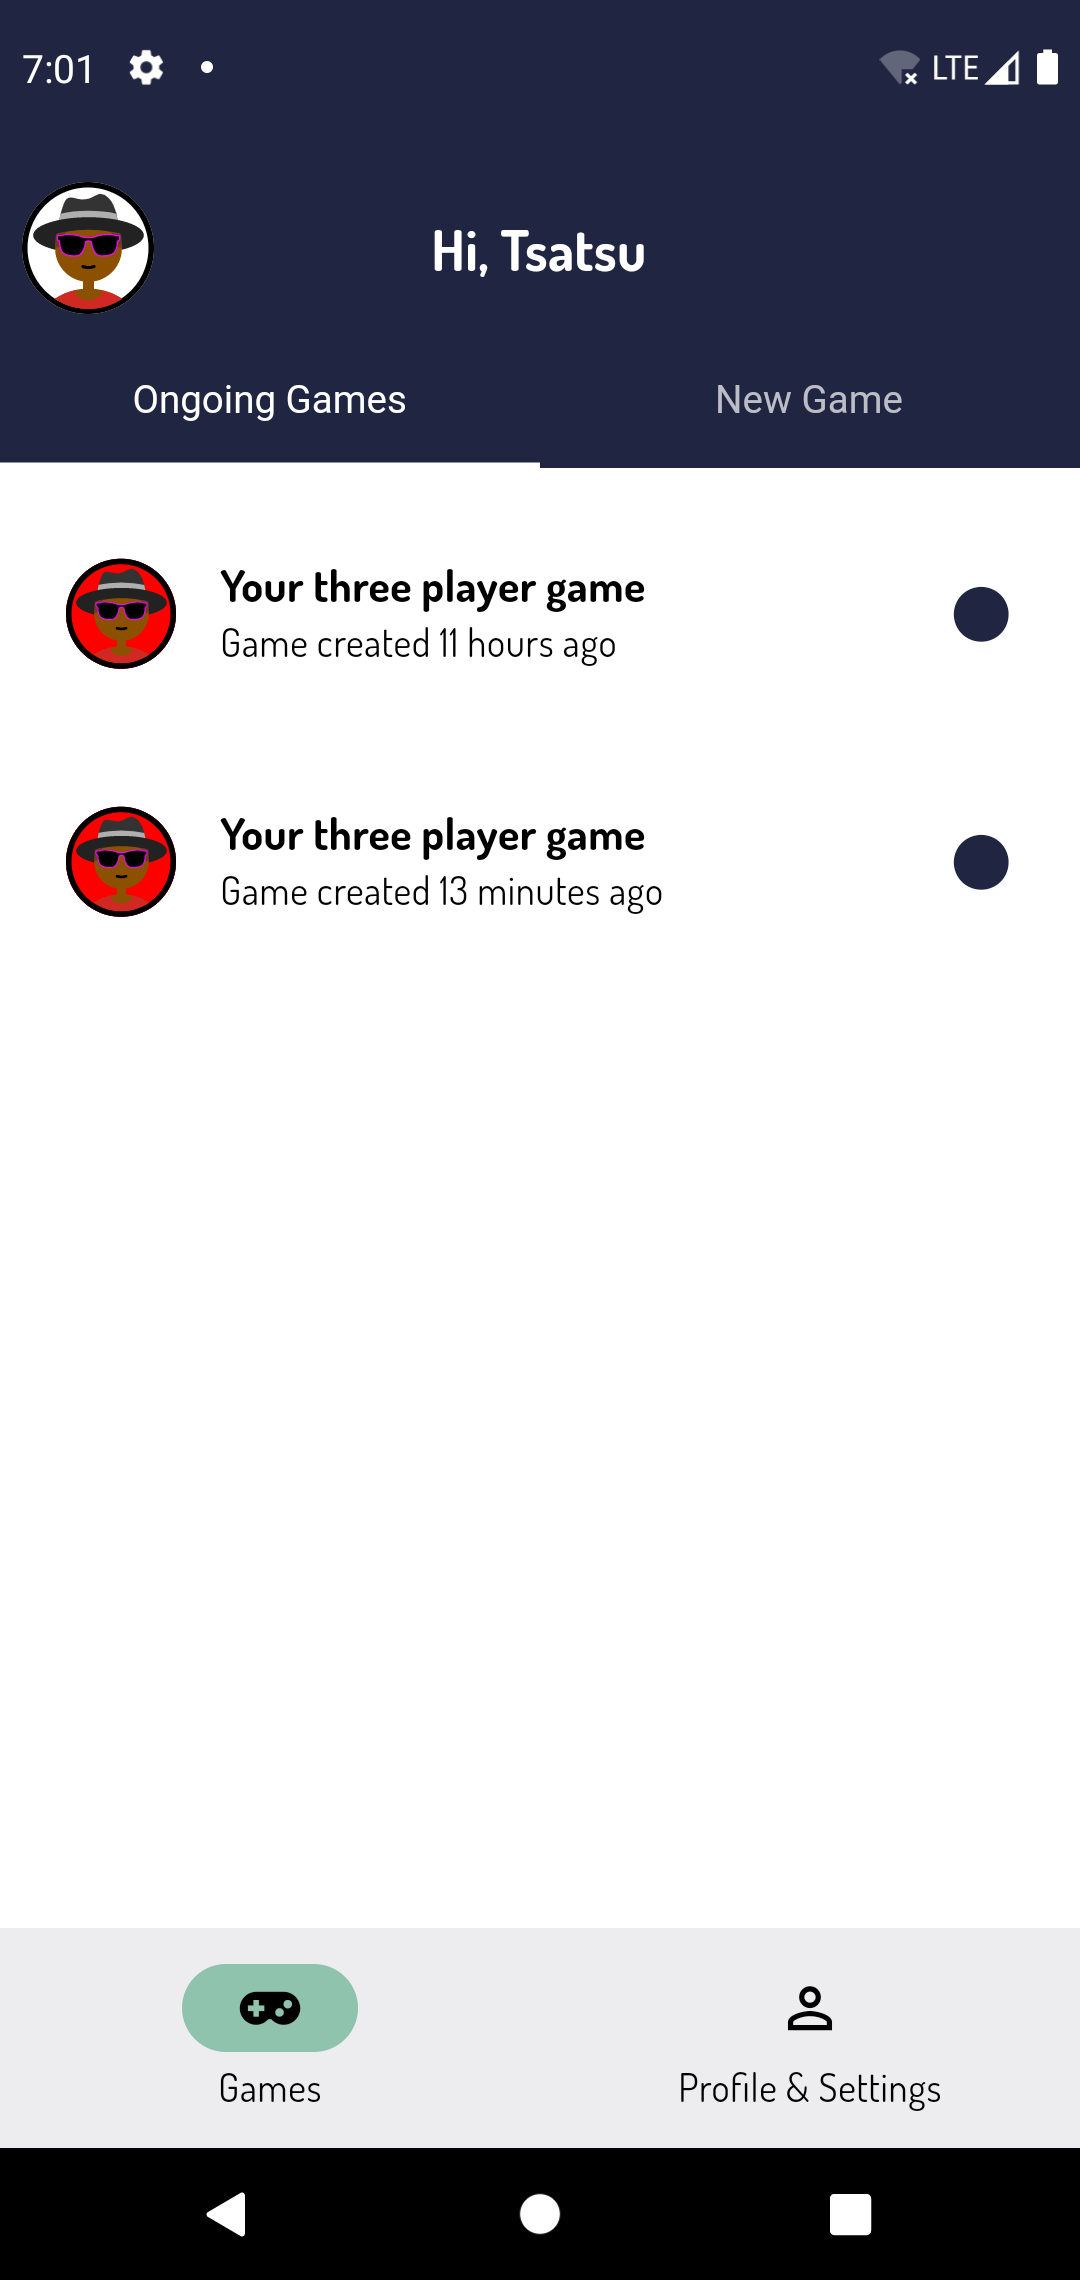 7:01
LTE
Hi, Tsatsu
Ongoing Games
New Game
Your three player game
Game created 11 hours ago
Your three player game
Game created 13 minutes ago
Games
Profile & Settings